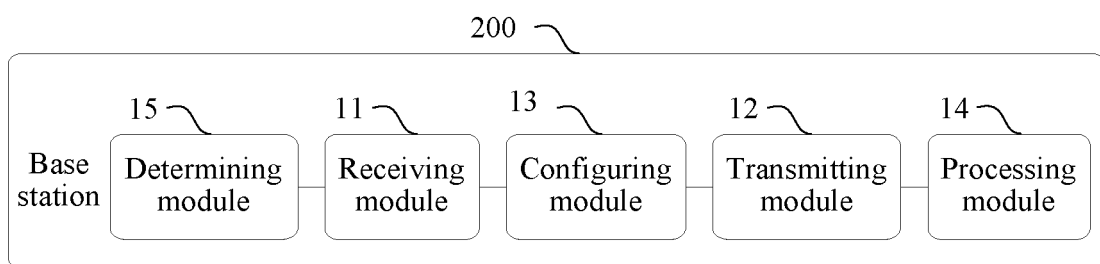 200
15
11
13
12
14
Base
station
Determining
module
Receiving
module
Configuring
module
Transmitting
module
Processing
module